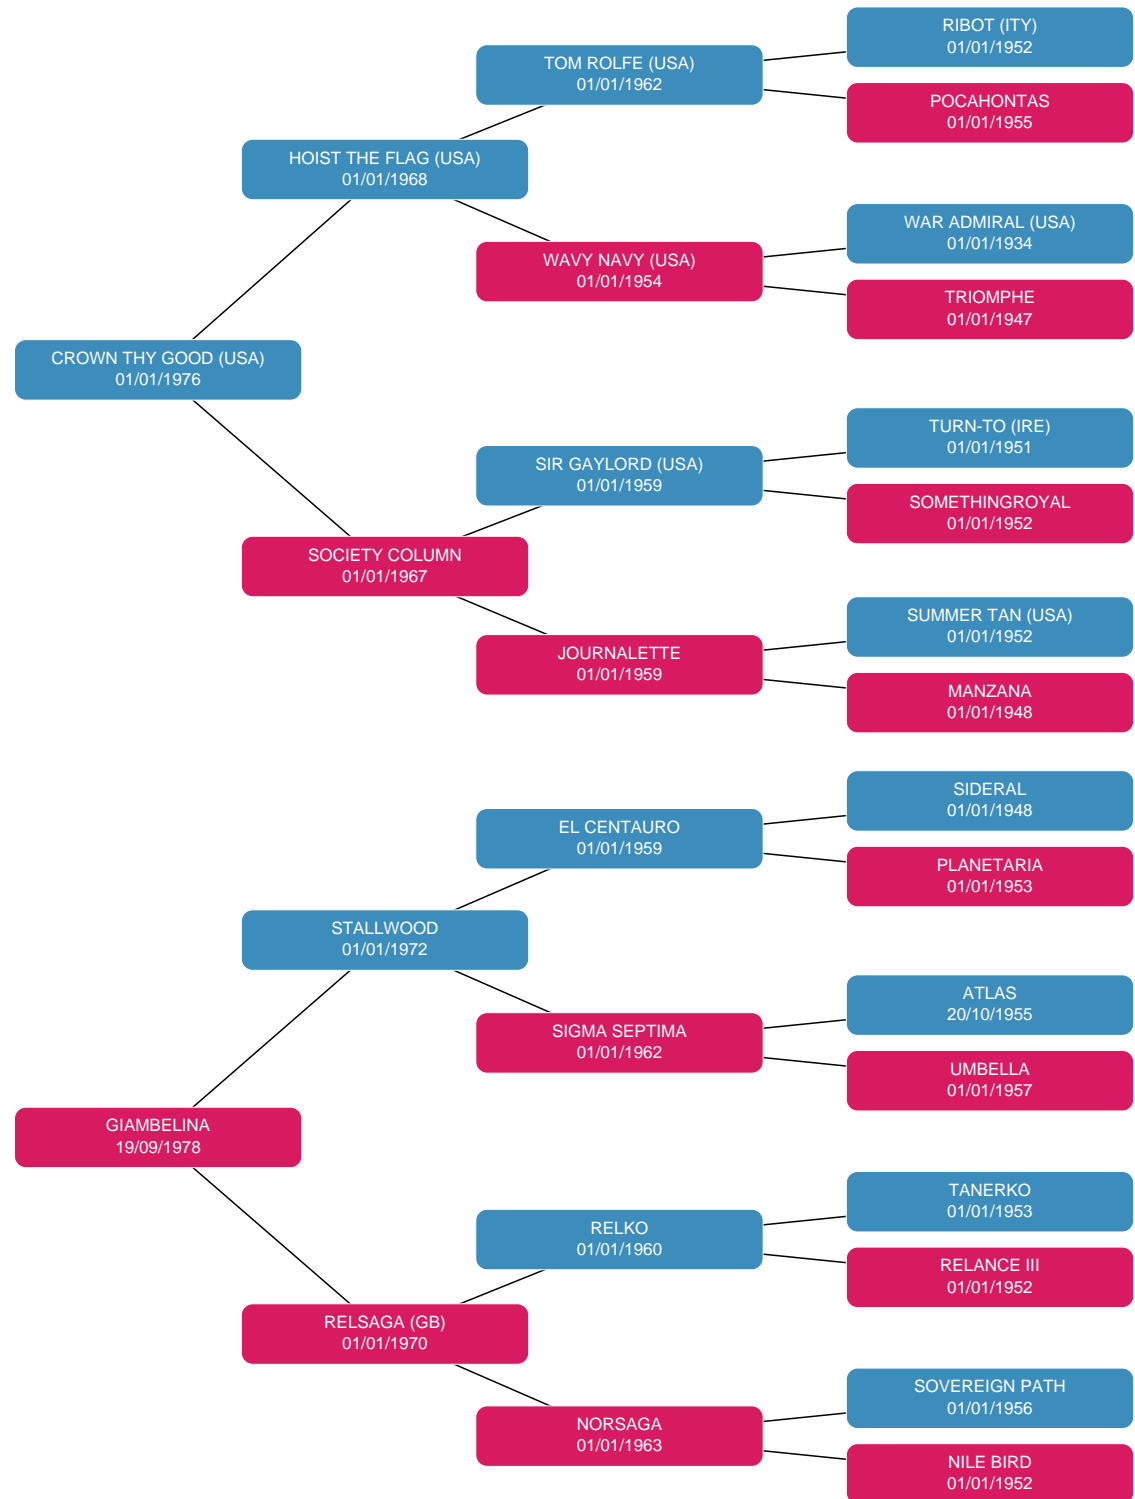 RIBOT (ITY)
01/01/1952
TOM ROLFE (USA)
01/01/1962
POCAHONTAS
01/01/1955
HOIST THE FLAG (USA)
01/01/1968
WAR ADMIRAL (USA)
01/01/1934
WAVY NAVY (USA)
01/01/1954
TRIOMPHE
01/01/1947
CROWN THY GOOD (USA)
01/01/1976
TURN-TO (IRE)
01/01/1951
SIR GAYLORD (USA)
01/01/1959
SOMETHINGROYAL
01/01/1952
SOCIETY COLUMN
01/01/1967
SUMMER TAN (USA)
01/01/1952
JOURNALETTE
01/01/1959
MANZANA
01/01/1948
SIDERAL
01/01/1948
EL CENTAURO
01/01/1959
PLANETARIA
01/01/1953
STALLWOOD
01/01/1972
ATLAS
20/10/1955
SIGMA SEPTIMA
01/01/1962
UMBELLA
01/01/1957
GIAMBELINA
19/09/1978
TANERKO
01/01/1953
RELKO
01/01/1960
RELANCE III
01/01/1952
RELSAGA (GB)
01/01/1970
SOVEREIGN PATH
01/01/1956
NORSAGA
01/01/1963
NILE BIRD
01/01/1952